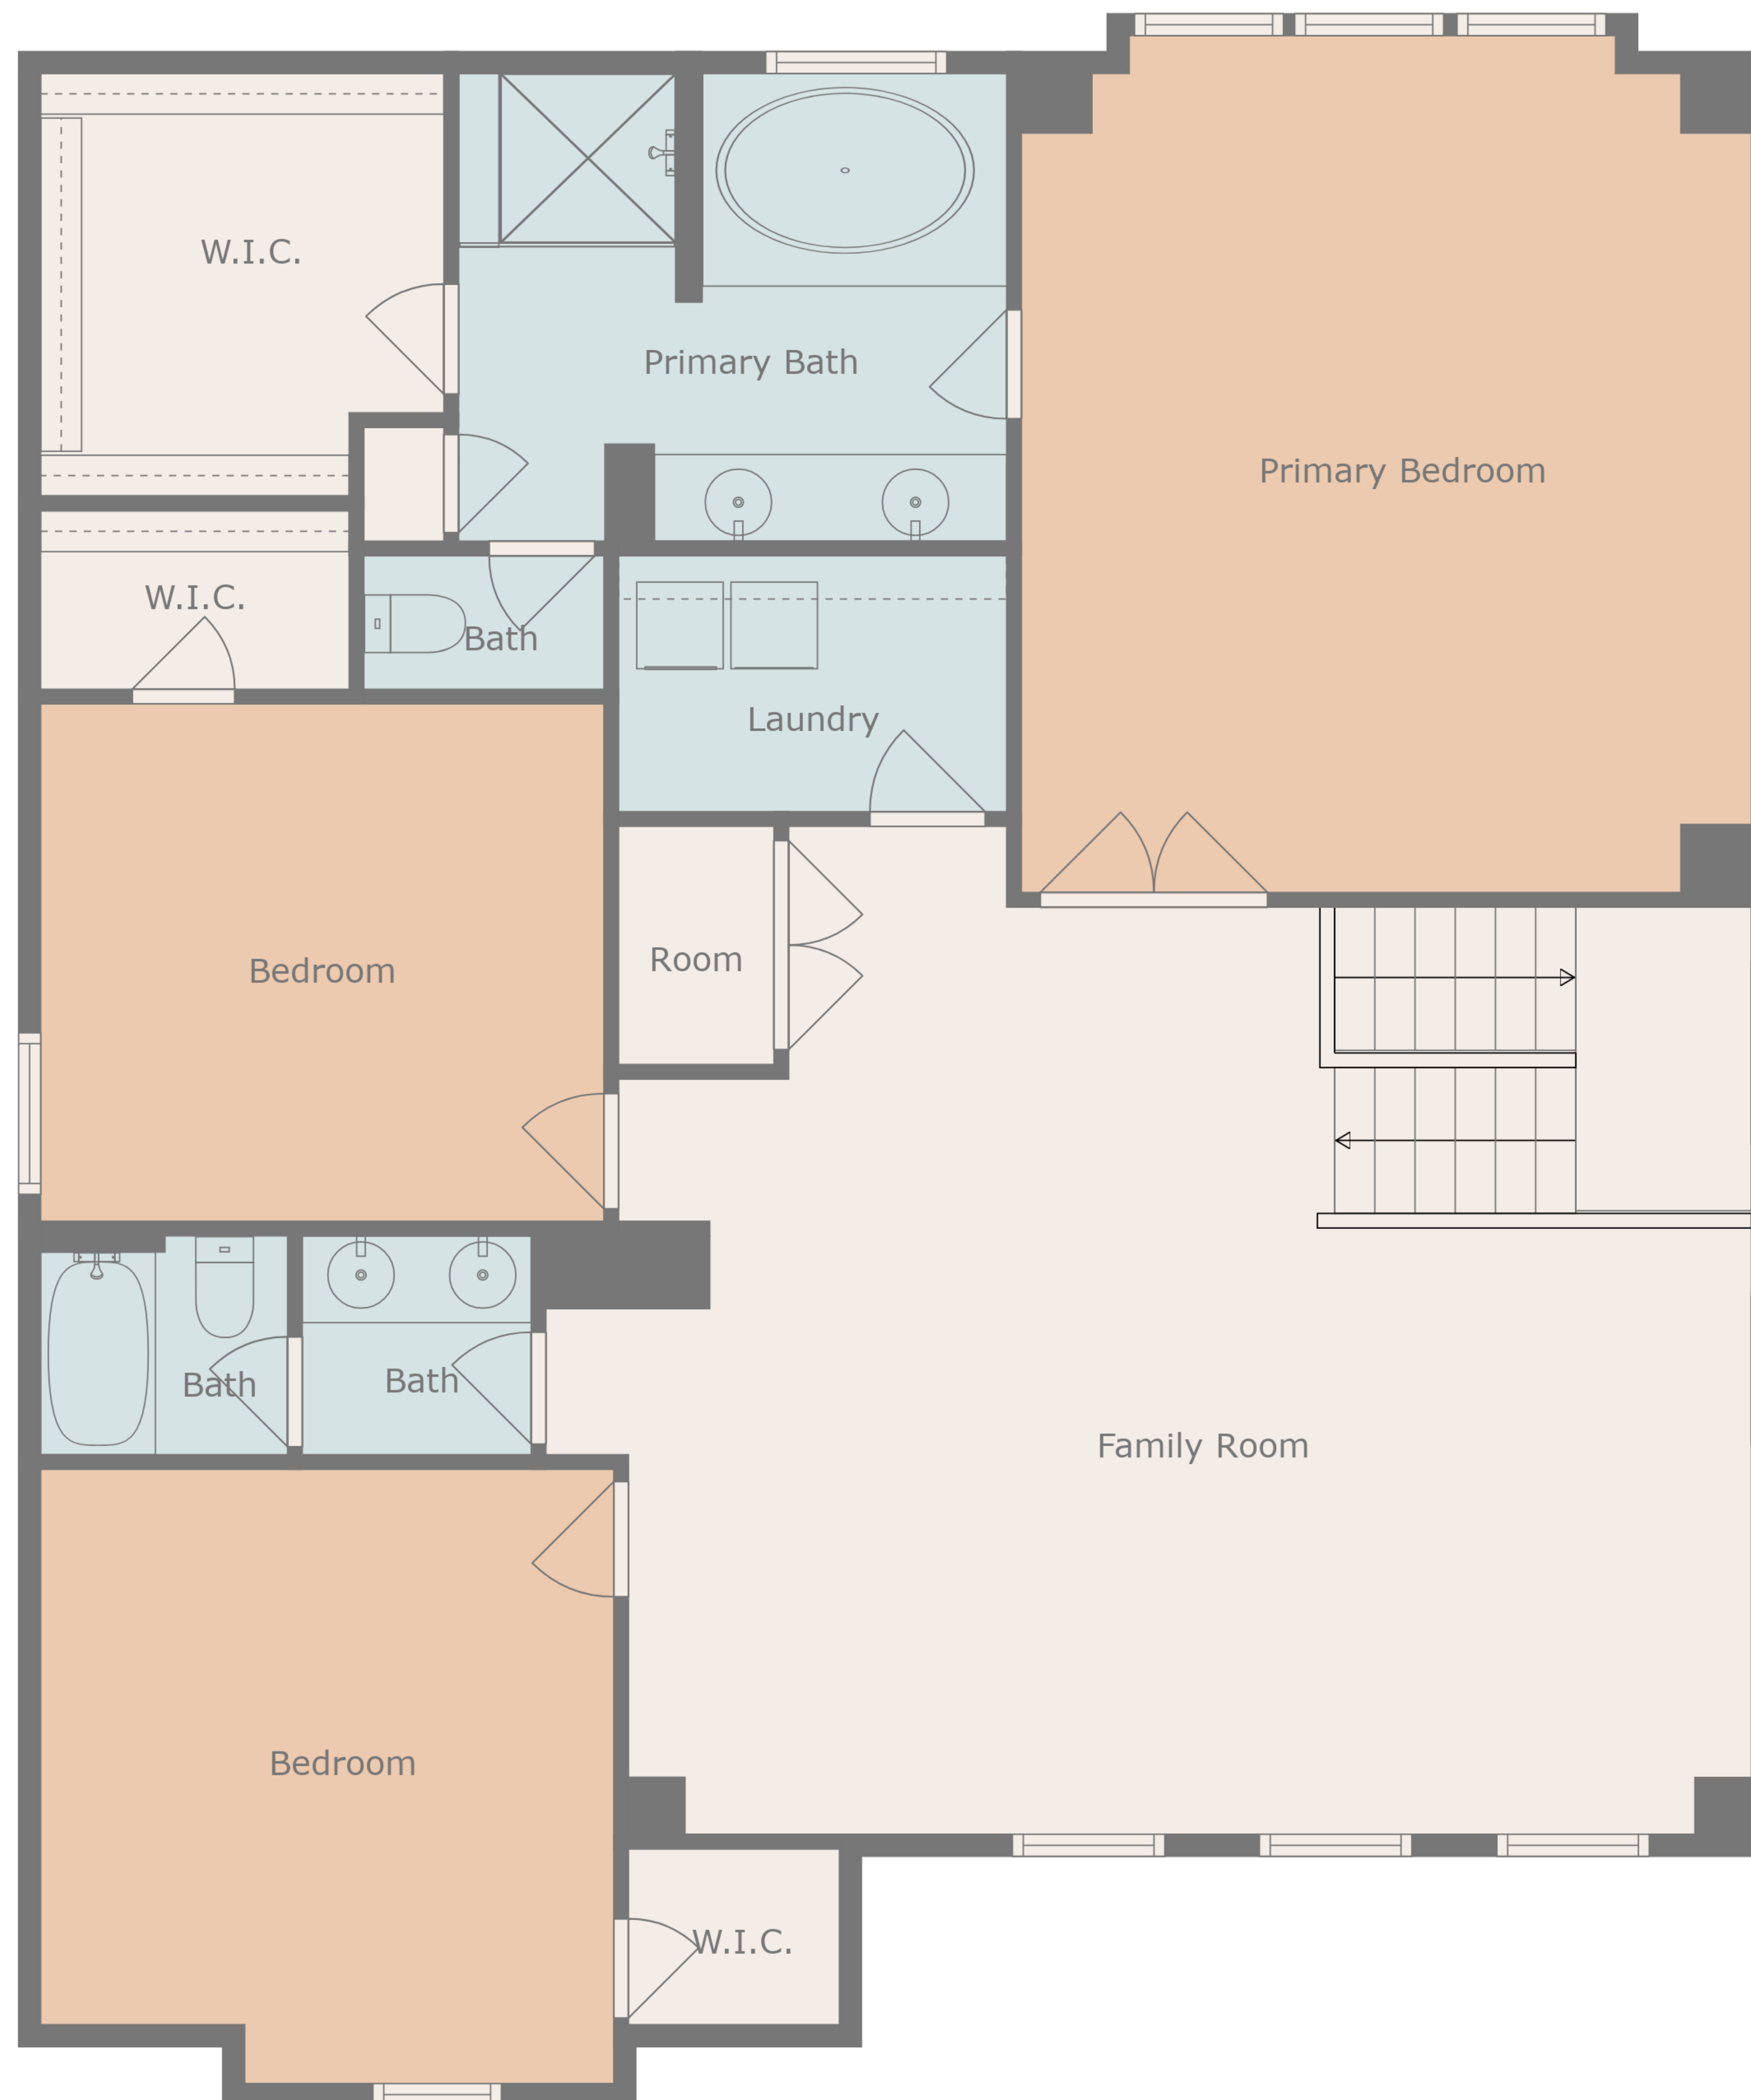 W.I.C.
Primary Bath
Primary Bedroom
W.I.C.
Bath
Laundry
Room
Bedroom
Bath
Bath
Family Room
Bedroom
W.I.C.